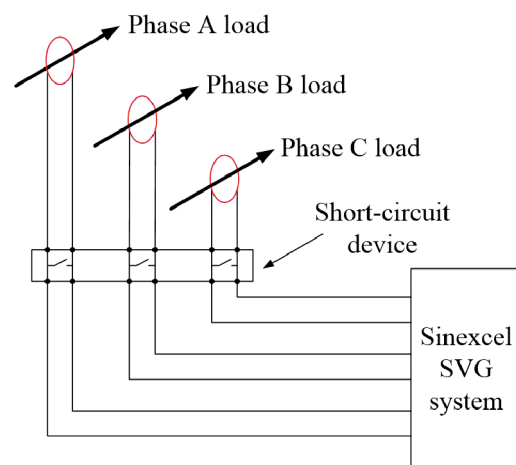 Phase A load
Phase B load
Phase C load
Short-circuit
device
Sinexcel
SVG
system